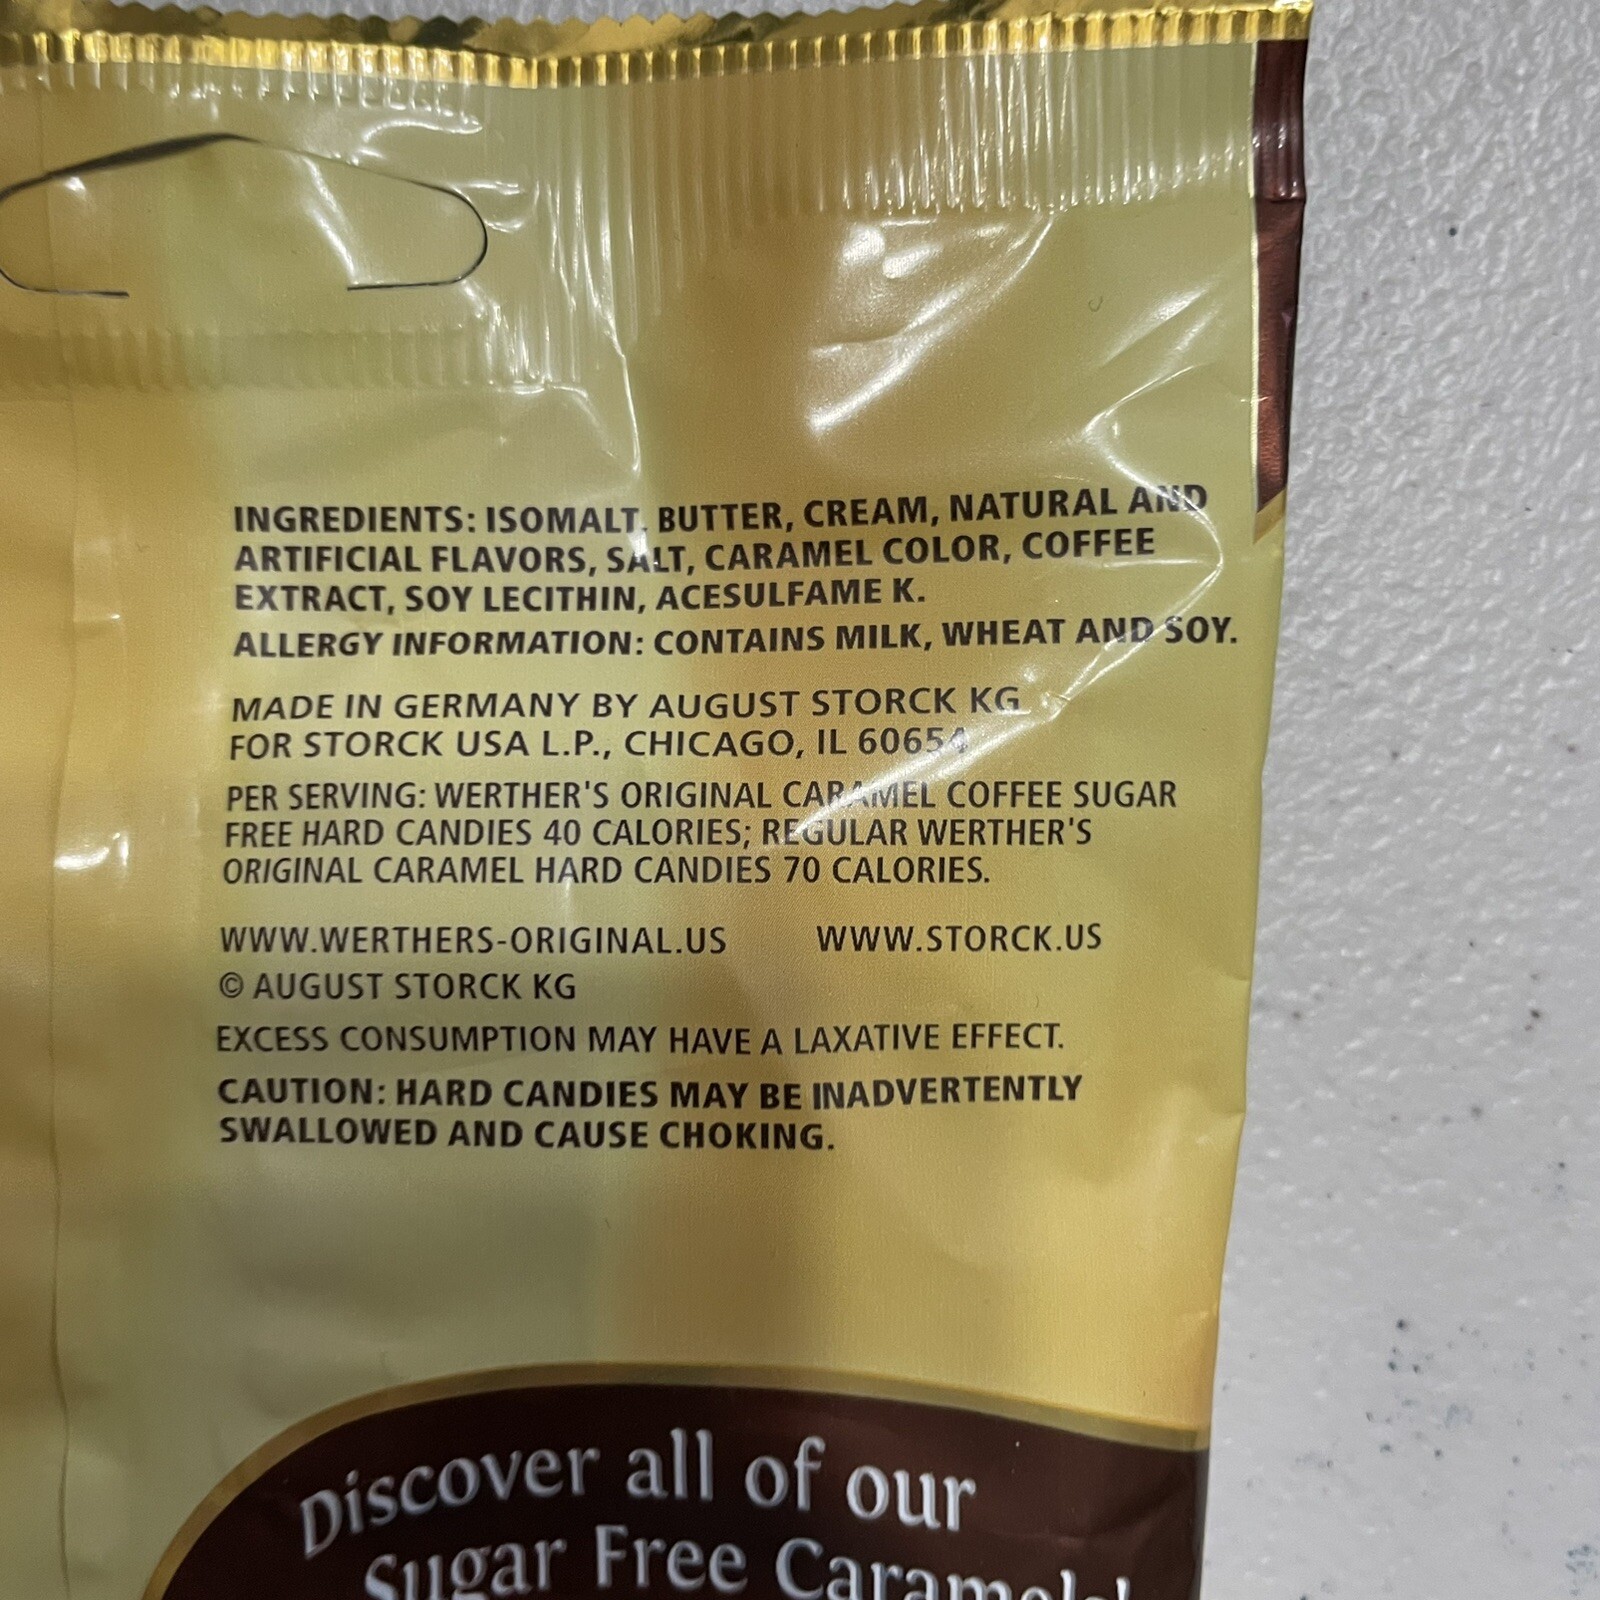 INGREDIENTS: ISOMALT, BUTTER, CREAM, NATURAL AND
ARTIFICIAL FLAVORS, SALT, CARAMEL COLOR, COFFEE
EXTRACT, SOY LECITHIN, ACESULFAME K.
ALLERGY INFORMATION: CONTAINS MILK, WHEAT AND SOY.
MADE IN GERMANY BY AUGUST STORCK KG
FOR STORCK USA L.P., CHICAGO, IL 60654
PER SERVING: WERTHER'S ORIGINAL CARAMEL COFFEE SUGAR
FREE HARD CANDIES 40 CALORIES; REGULAR WERTHER'S
ORIGINAL CARAMEL HARD CANDIES 70 CALORIES.
WWW.WERTHERS-ORIGINAL.US WWW.STORCK.US
© AUGUST STORCK KG
EXCESS CONSUMPTION MAY HAVE A LAXATIVE EFFECT.
CAUTION: HARD CANDIES MAY BE INADVERTENTLY
SWALLOWED AND CAUSE CHOKING.
Discover all of our
Sugar Free Caramels!